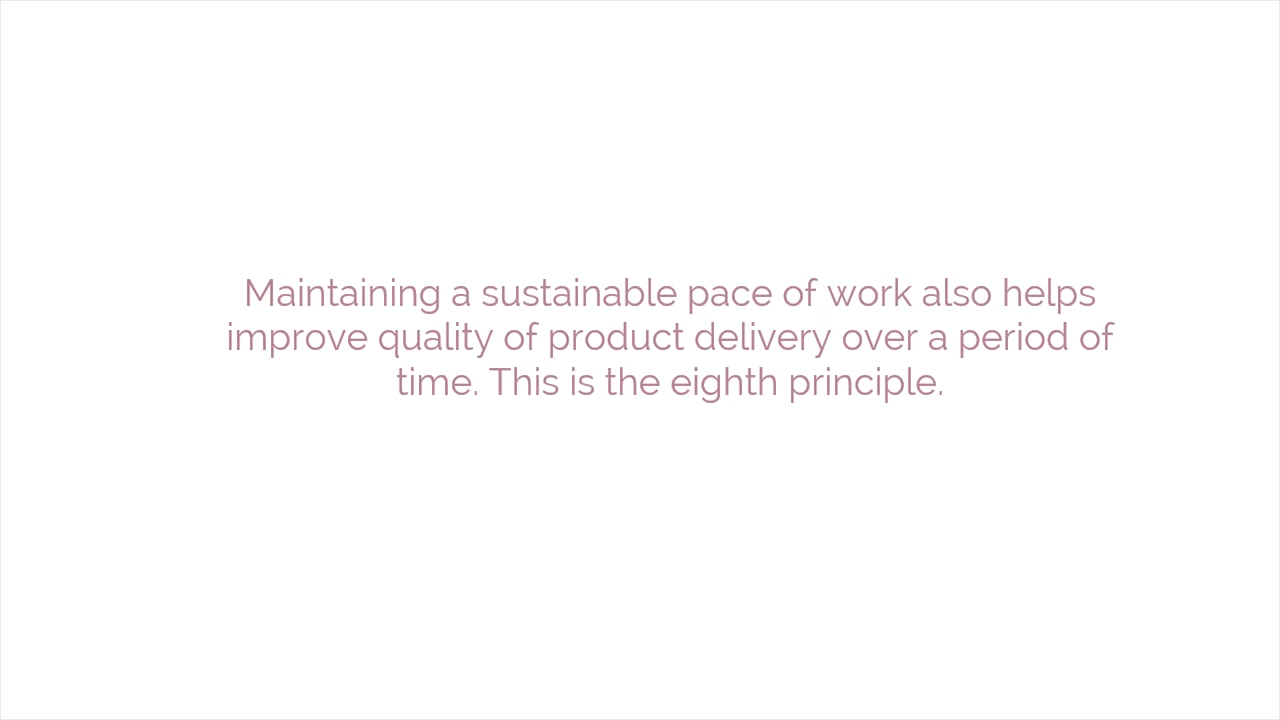 Maintaining a sustainable pace of work also helps
improve quality of product delivery over a period of
time. This is the eighth principle.